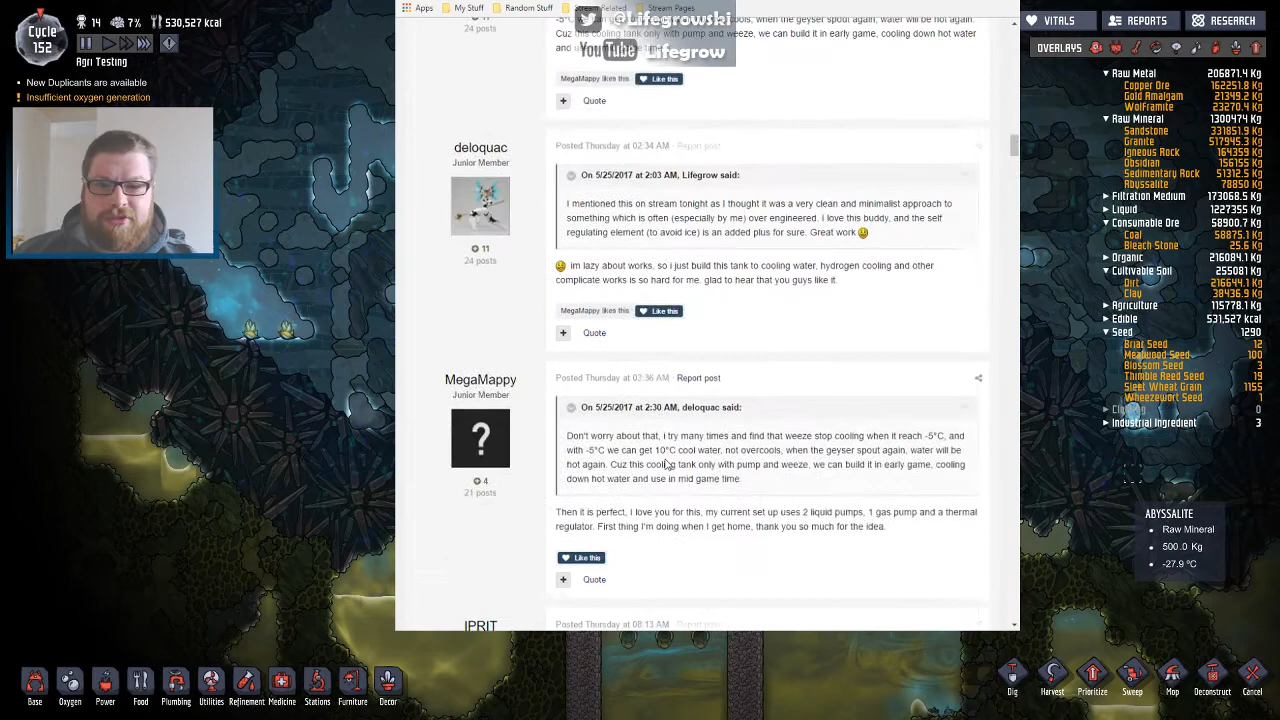 Cycle
152
14 7% 530,527 kcal
Agri Testing
New Duplicants are available
Insufficient oxygen generation
Apps My Stuff Random Stuff Stream Related Stream Pages
@Lifegrowski
YouTube Lifegrow
VITALS REPORTS RESEARCH
OVERLAYS
24 posts
MegaMappy likes this Like this
+ Quote
deloquac
Junior Member
11
24 posts
Posted Thursday at 02:34 AM Report post
On 5/25/2017 at 2:03 AM, Lifegrow said:
I mentioned this on stream tonight as I thought it was a very clean and minimalist approach to
something which is often (especially by me) over engineered. I love this buddy, and the self
regulating element (to avoid ice) is an added plus for sure. Great work
im lazy about works, so i just build this tank to cooling water, hydrogen cooling and other
complicate works is so hard for me. glad to hear that you guys like it.
MegaMappy likes this Like this
+ Quote
MegaMappy
Junior Member
?
4
21 posts
Posted Thursday at 02:36 AM Report post
On 5/25/2017 at 2:30 AM, deloquac said:
Don't worry about that, i try many times and find that weeze stop cooling when it reach -5°C, and
with -5°C we can get 10°C cool water, not overcools, when the geyser spout again, water will be
hot again. Cuz this cooling tank only with pump and weeze, we can build it in early game, cooling
down hot water and use in mid game time.
Then it is perfect, i love you for this, my current set up uses 2 liquid pumps, 1 gas pump and a thermal
regulator. First thing I'm doing when I get home, thank you so much for the idea.
Like this
+ Quote
IPRIT
Posted Thursday at 08:13 AM Report post
Raw Metal 206871.4 Kg
Copper Ore 162251.8 Kg
Gold Amalgam 21349.2 Kg
Wolframite 23270.4 Kg
Raw Mineral 1300474 Kg
Sandstone 331851.9 Kg
Granite 517945.3 Kg
Igneous Rock 164359 Kg
Obsidian 156155 Kg
Sedimentary Rock 51312.5 Kg
Abyssalite 78850 Kg
Filtration Medium 173068.5 Kg
Liquid 1227355 Kg
Consumable Ore 58900.7 Kg
Coal 58875.1 Kg
Bleach Stone 25.6 Kg
Organic 216084.1 Kg
Cultivable Soil 255081 Kg
Dirt 216644.1 Kg
Clay 38436.9 Kg
Agriculture 115778.1 Kg
Edible 531,527 kcal
Seed 1290
Briar Seed 12
Mealwood Seed 100
Blossom Seed 3
Thimble Reed Seed 19
Sleet Wheat Grain 1155
Wheezewort Seed 1
0
Industrial Ingredient 3
ABYSSALITE
Raw Mineral
500.0 Kg
-27.9 ºC
Base Oxygen Power Food Plumbing Utilities Refinement Medicine Stations Furniture Decor
Dig Harvest Prioritize Sweep Mop Deconstruct Cancel